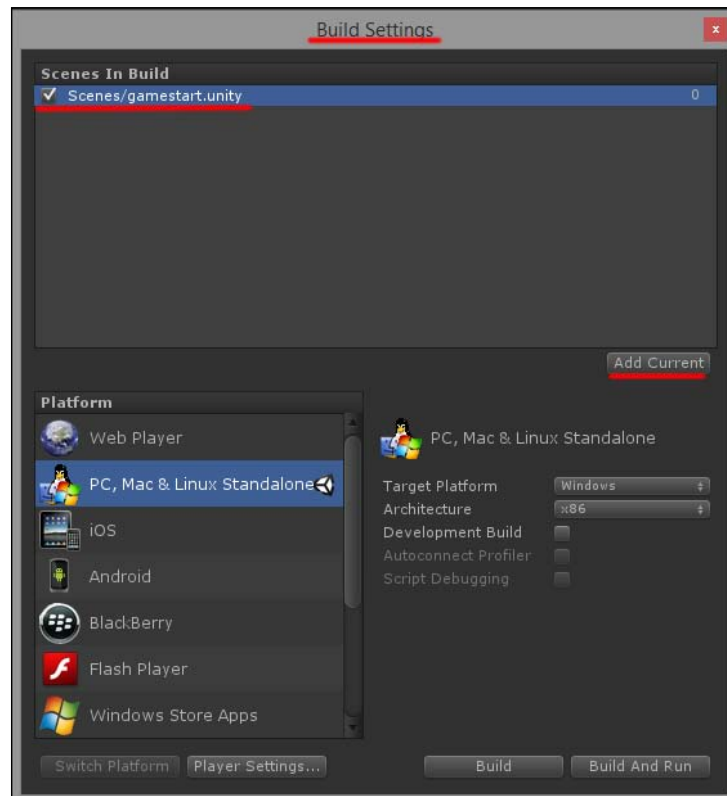 Build Settings
x
Scenes In Build
Scenes/gamestart.unity 0
Add Current
Platform
Web Player
PC, Mac & Linux Standalone
iOS
Android
BlackBerry
Flash Player
Windows Store Apps
PC, Mac & Linux Standalone
Target Platform Windows
Architecture x86
Development Build
Autoconnect Profiler
Script Debugging
Switch Platform Player Settings... Build Build And Run